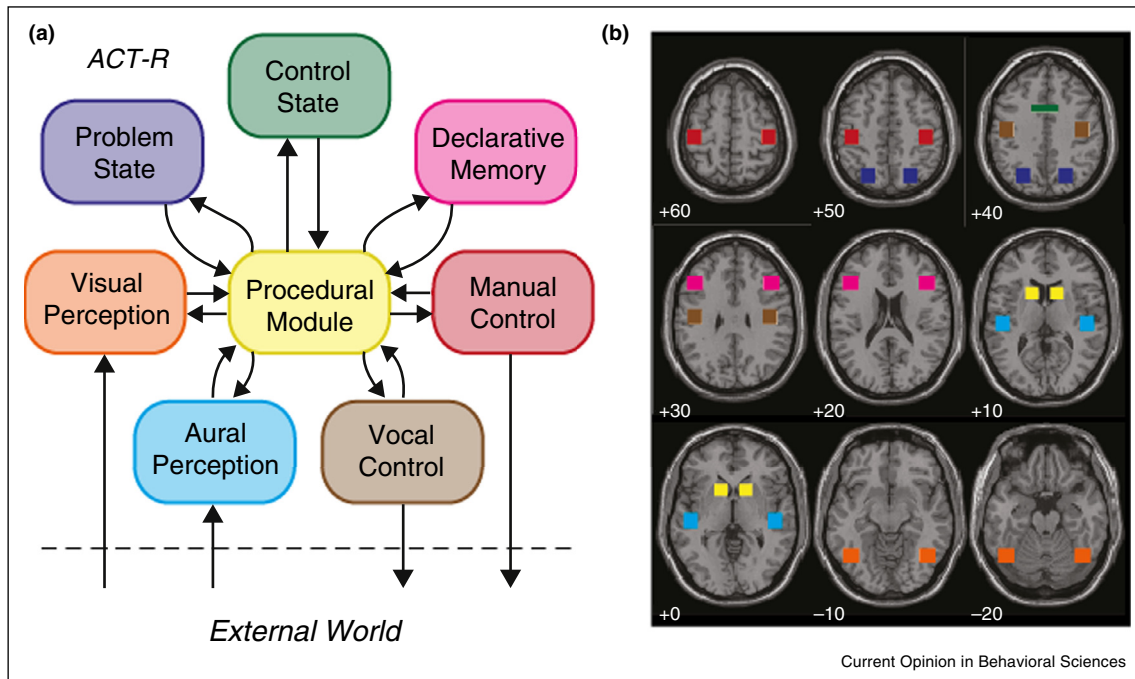 (a)
ACT-R
Control
State
Problem
State
Declarative
Memory
Visual
Perception
Procedural
Module
Manual
Control
Aural
Perception
Vocal
Control
External World
(b)
+60
+50
+40
+30
+20
+10
+0
−10
−20
Current Opinion in Behavioral Sciences